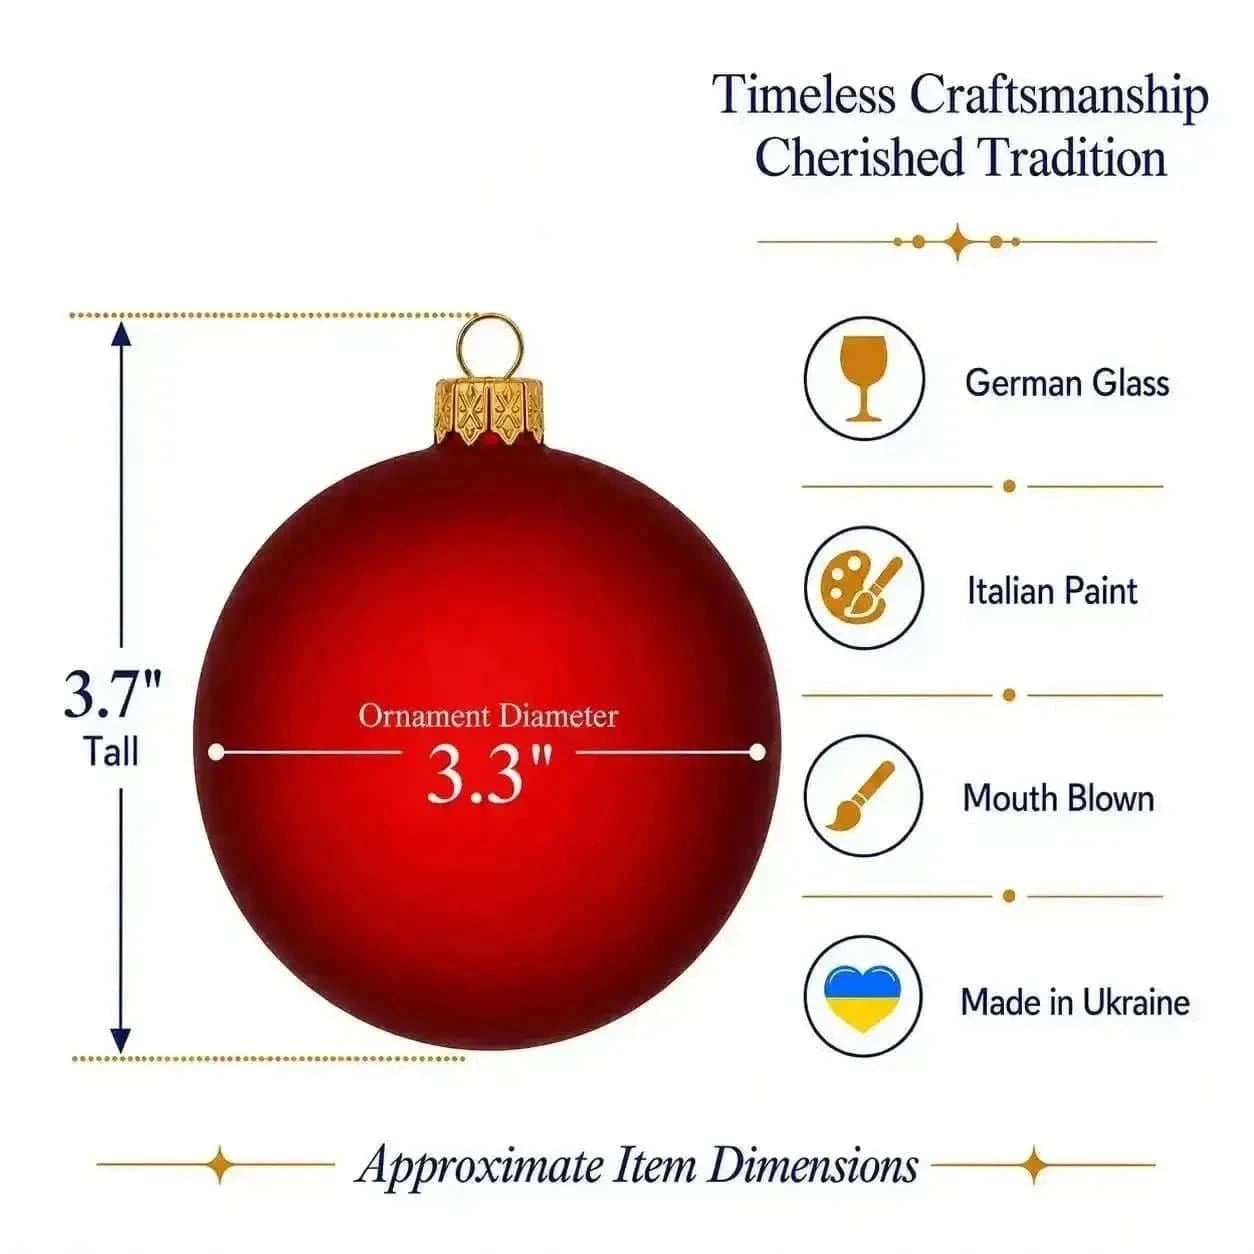 Timeless Craftsmanship
Cherished Tradition
German Glass
Italian Paint
3.7"
Tall
Ornament Diameter
3.3"
Mouth Blown
Made in Ukraine
Approximate Item Dimensions